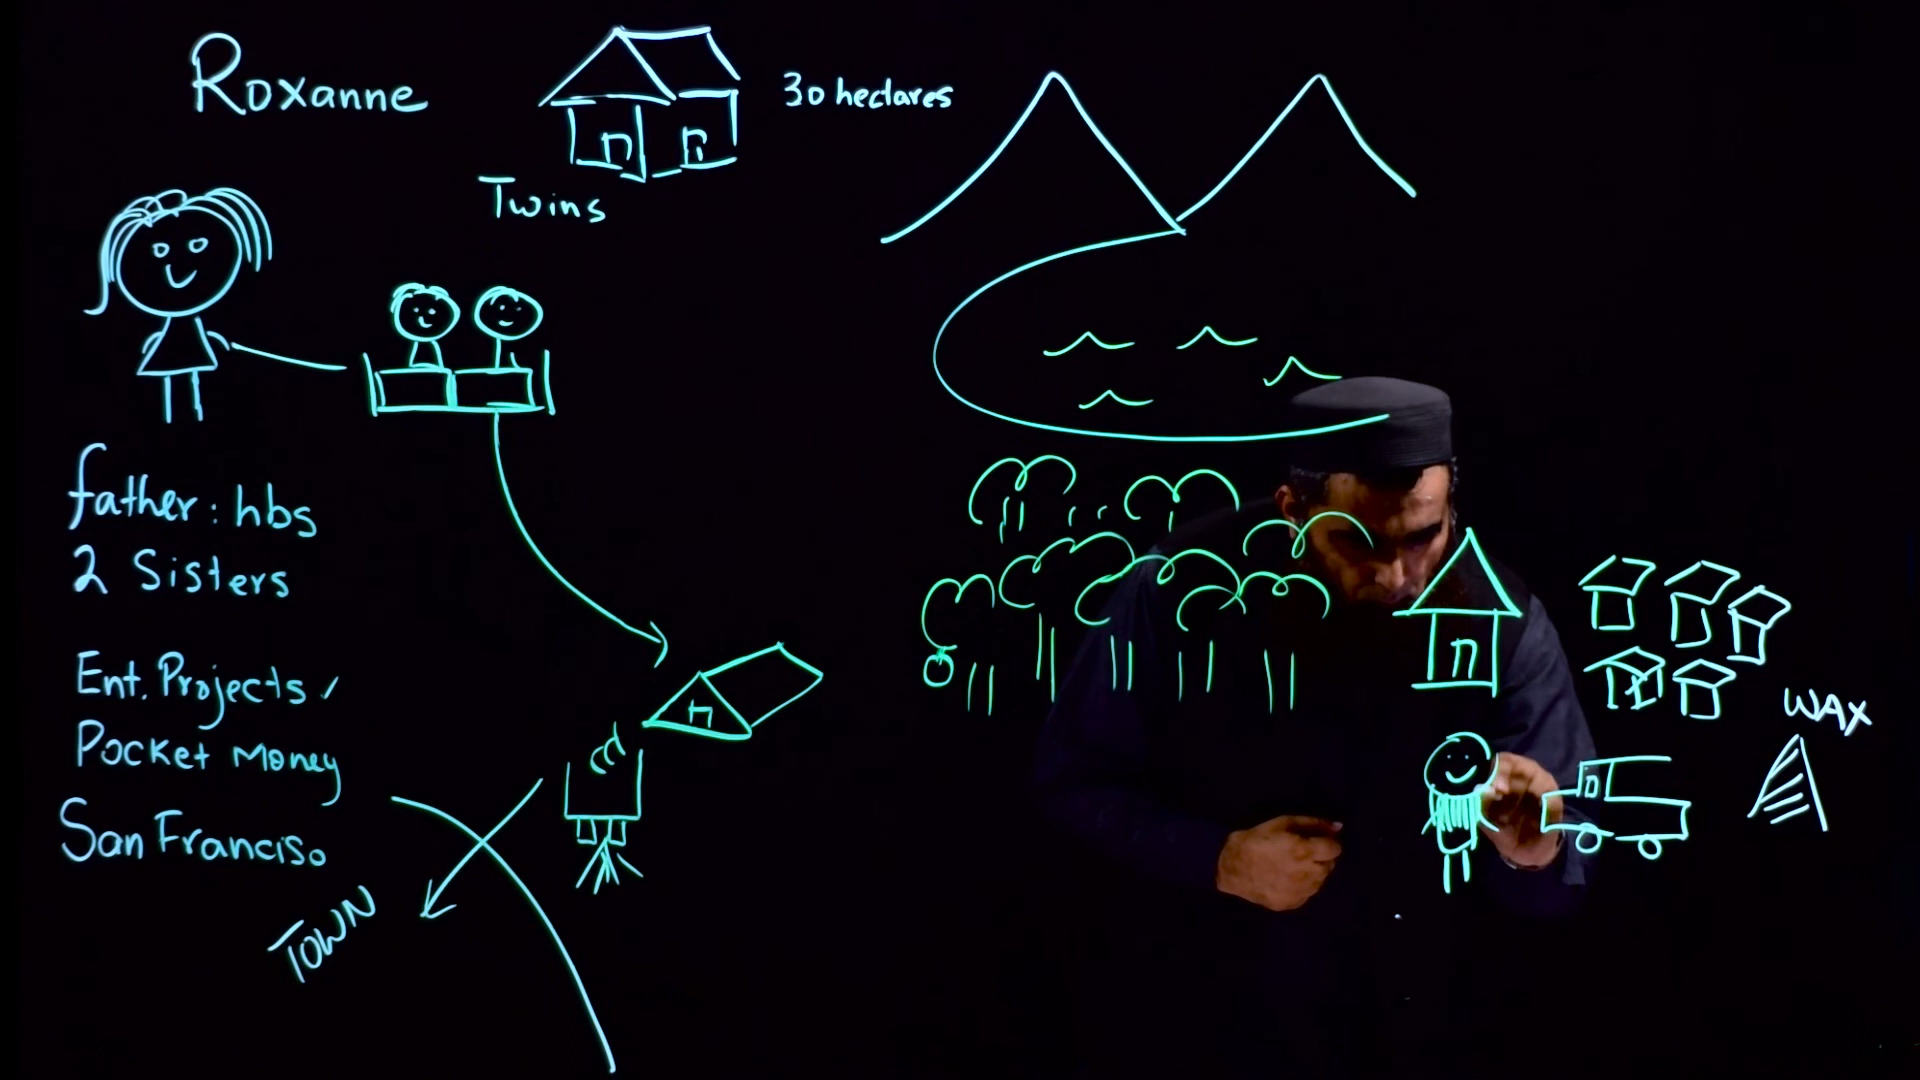 Roxanne
30 hectares
Twins
father: hbs
2 Sisters
Ent. Projects ✓
Pocket Money
San Franciso
TOWN
WAX